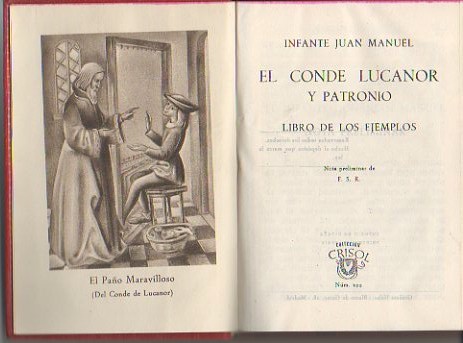 El Paño Maravilloso
(Del Conde de Lucanor)
INFANTE JUAN MANUEL
EL CONDE LUCANOR
Y PATRONIO
LIBRO DE LOS EJEMPLOS
Nota preliminar de
F. S. R.
COLECCION
CRISOL